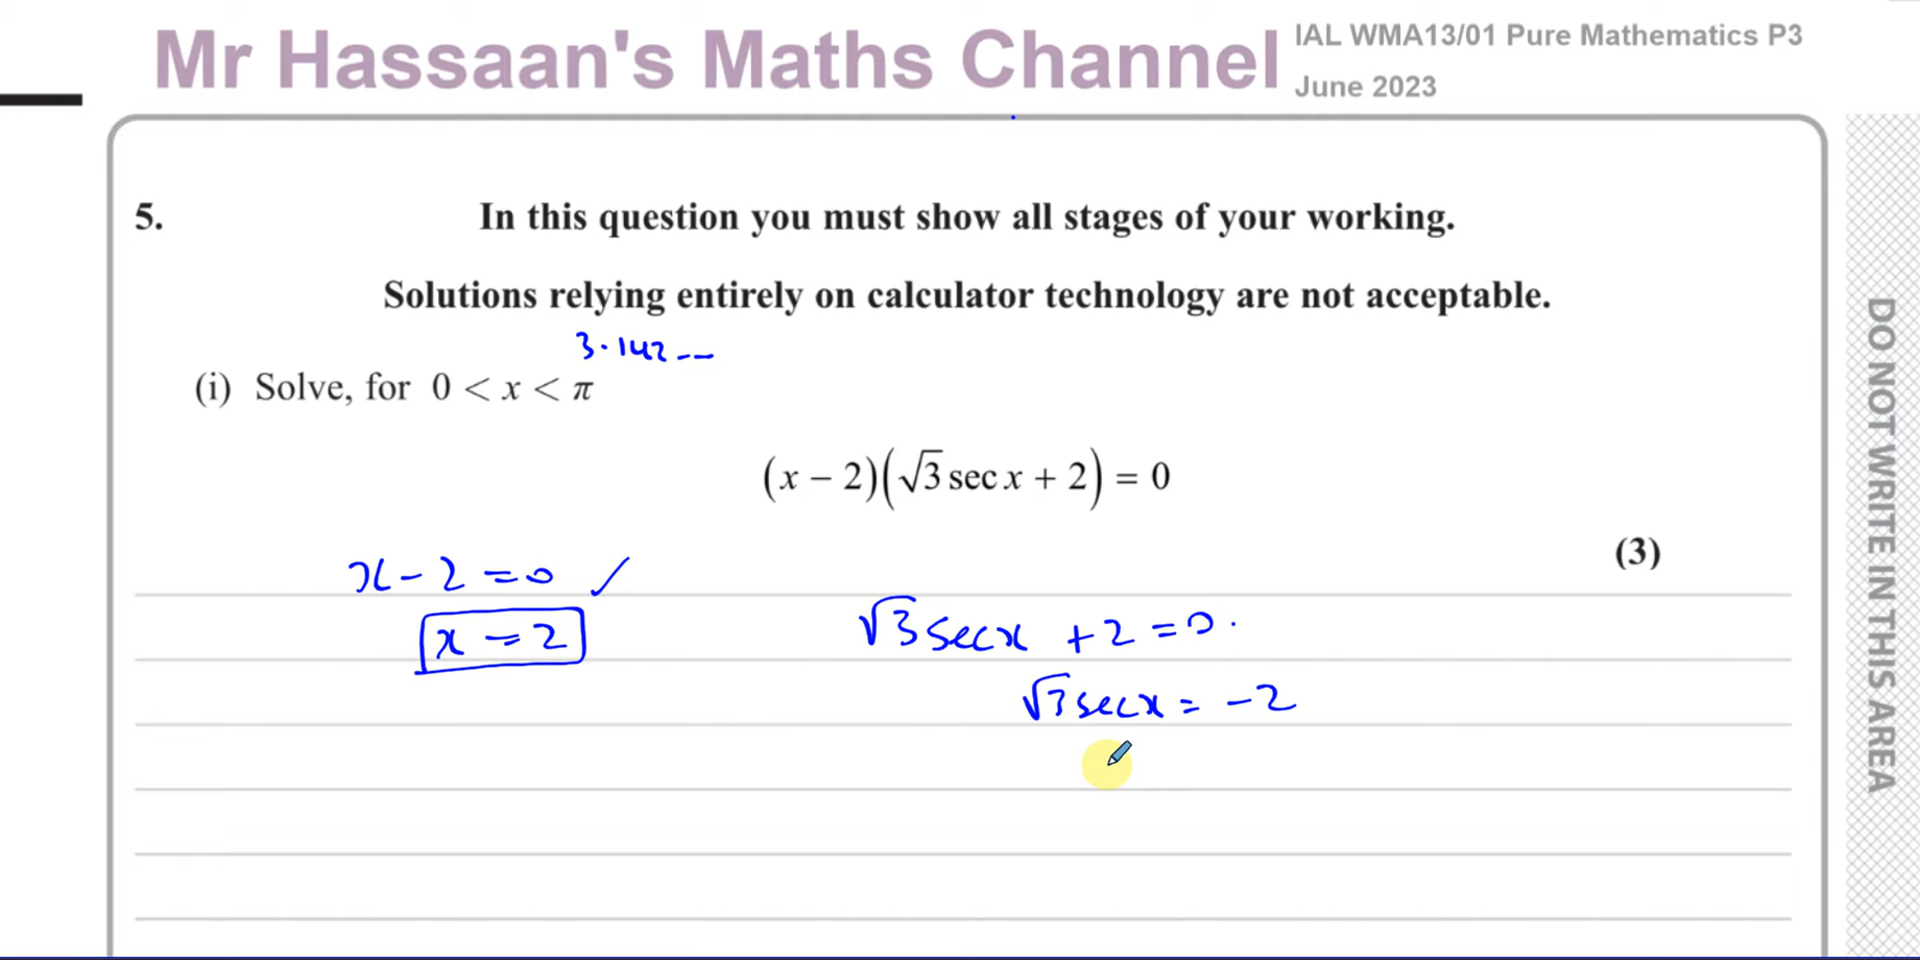 Mr Hassaan's Maths Channel
IAL WMA13/01 Pure Mathematics P3
June 2023
5.
In this question you must show all stages of your working.
Solutions relying entirely on calculator technology are not acceptable.
3.142--
(i) Solve, for 0 < x < π
(x − 2)(√3 sec x + 2) = 0
(3)
x - 2 = 0 ✓
x = 2
√3 sec x + 2 = 0.
√3 sec x = -2
DO NOT WRITE IN THIS AREA